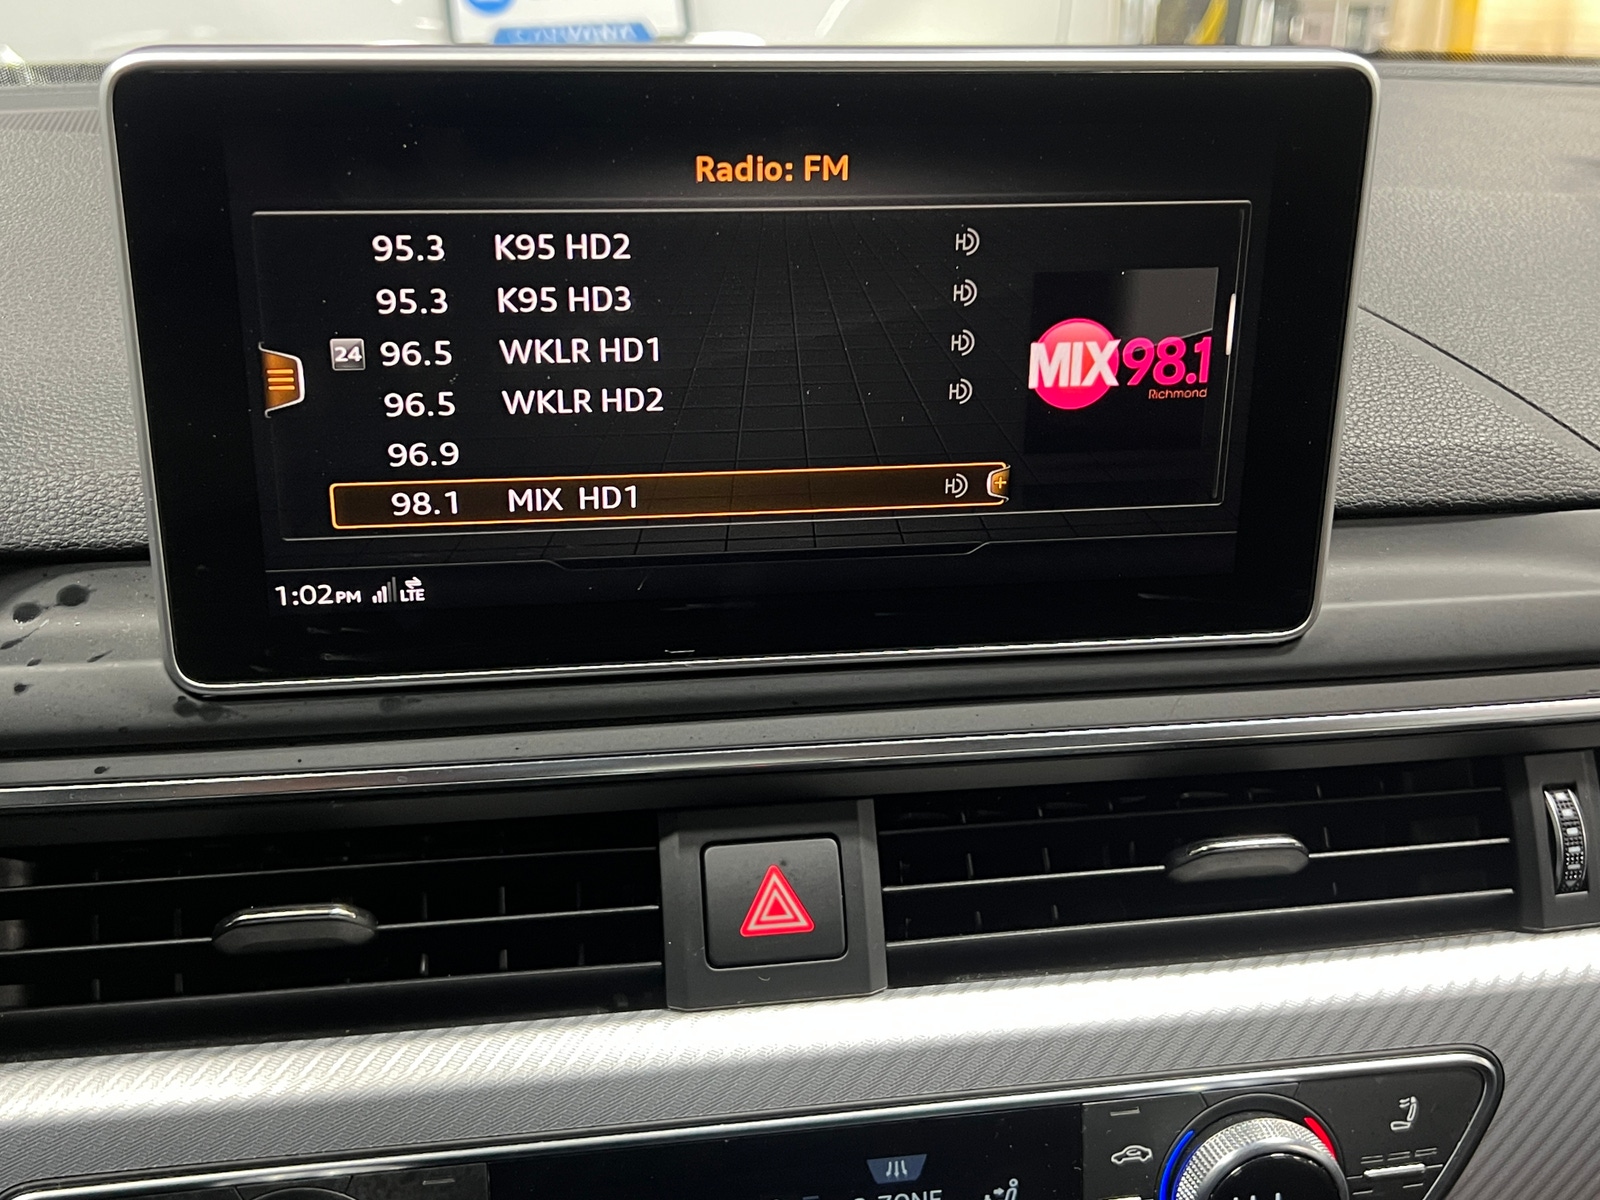 Radio: FM
95.3 K95 HD2
95.3 K95 HD3
24 96.5 WKLR HD1
96.5 WKLR HD2
96.9
98.1 MIX HD1
MIX98.1
Richmond
1:02PM LTE
ZONE